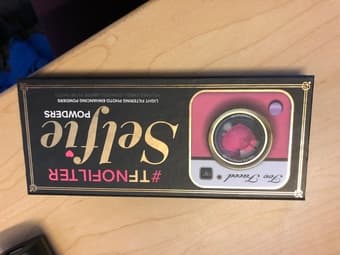 #TFNOFILTER
Selfie
POWDERS
LIGHT FILTERING PHOTO ENHANCING POWDERS
Too Faced